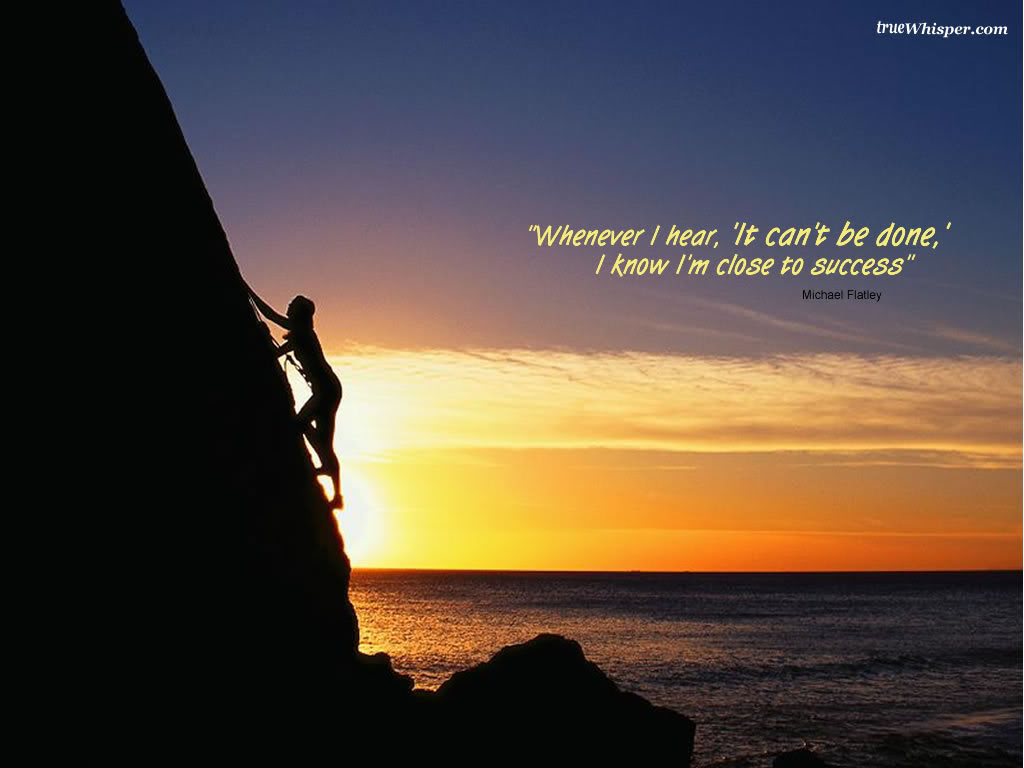 trueWhisper.com
"Whenever I hear, 'It can't be done,'
I know I'm close to success"
Michael Flatley